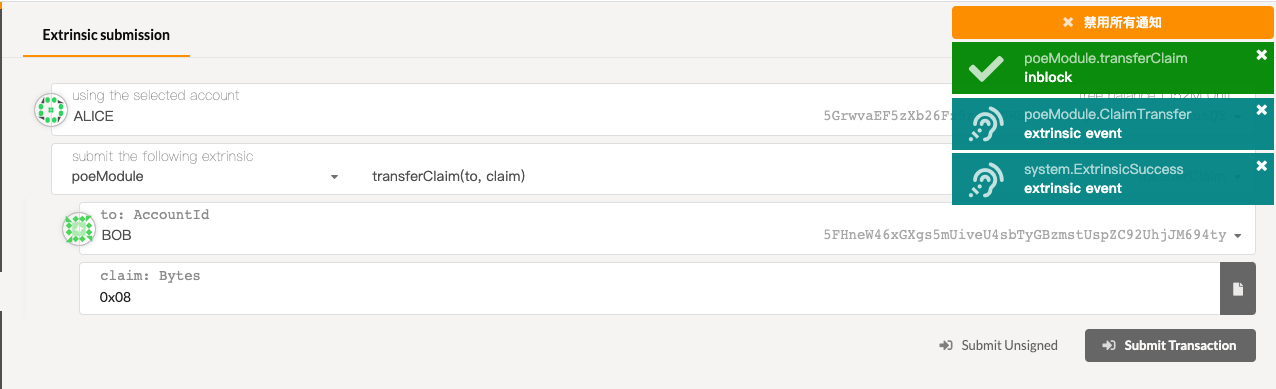 Extrinsic submission
禁用所有通知
poeModule.transferClaim
inblock
poeModule.ClaimTransfer
extrinsic event
system.ExtrinsicSuccess
extrinsic event
using the selected account
free balance
ALICE
5GrwvaEF5zXb26F
submit the following extrinsic
poeModule
transferClaim(to, claim)
to: AccountId
BOB
5FHneW46xGXgs5mUiveU4sbTyGBzmstUspZC92UhjJM694ty
claim: Bytes
0x08
Submit Unsigned
Submit Transaction